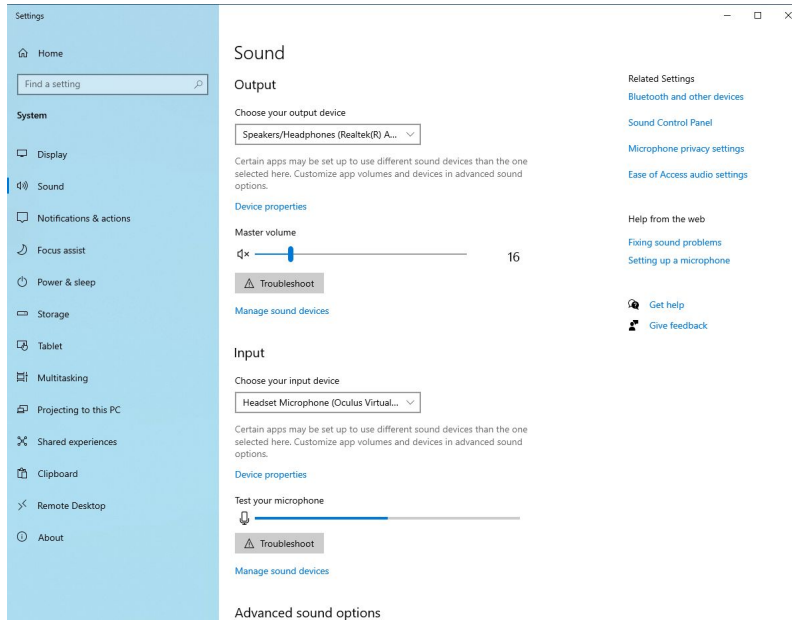 Settings
Home
Find a setting
System
Display
Sound
Notifications & actions
Focus assist
Power & sleep
Storage
Tablet
Multitasking
Projecting to this PC
Shared experiences
Clipboard
Remote Desktop
About
Sound
Output
Choose your output device
Speakers/Headphones (Realtek(R) A...
Certain apps may be set up to use different sound devices than the one
selected here. Customize app volumes and devices in advanced sound
options.
Device properties
Master volume
16
Troubleshoot
Manage sound devices
Input
Choose your input device
Headset Microphone (Oculus Virtual...
Certain apps may be set up to use different sound devices than the one
selected here. Customize app volumes and devices in advanced sound
options.
Device properties
Test your microphone
Troubleshoot
Manage sound devices
Advanced sound options
Related Settings
Bluetooth and other devices
Sound Control Panel
Microphone privacy settings
Ease of Access audio settings
Help from the web
Fixing sound problems
Setting up a microphone
Get help
Give feedback